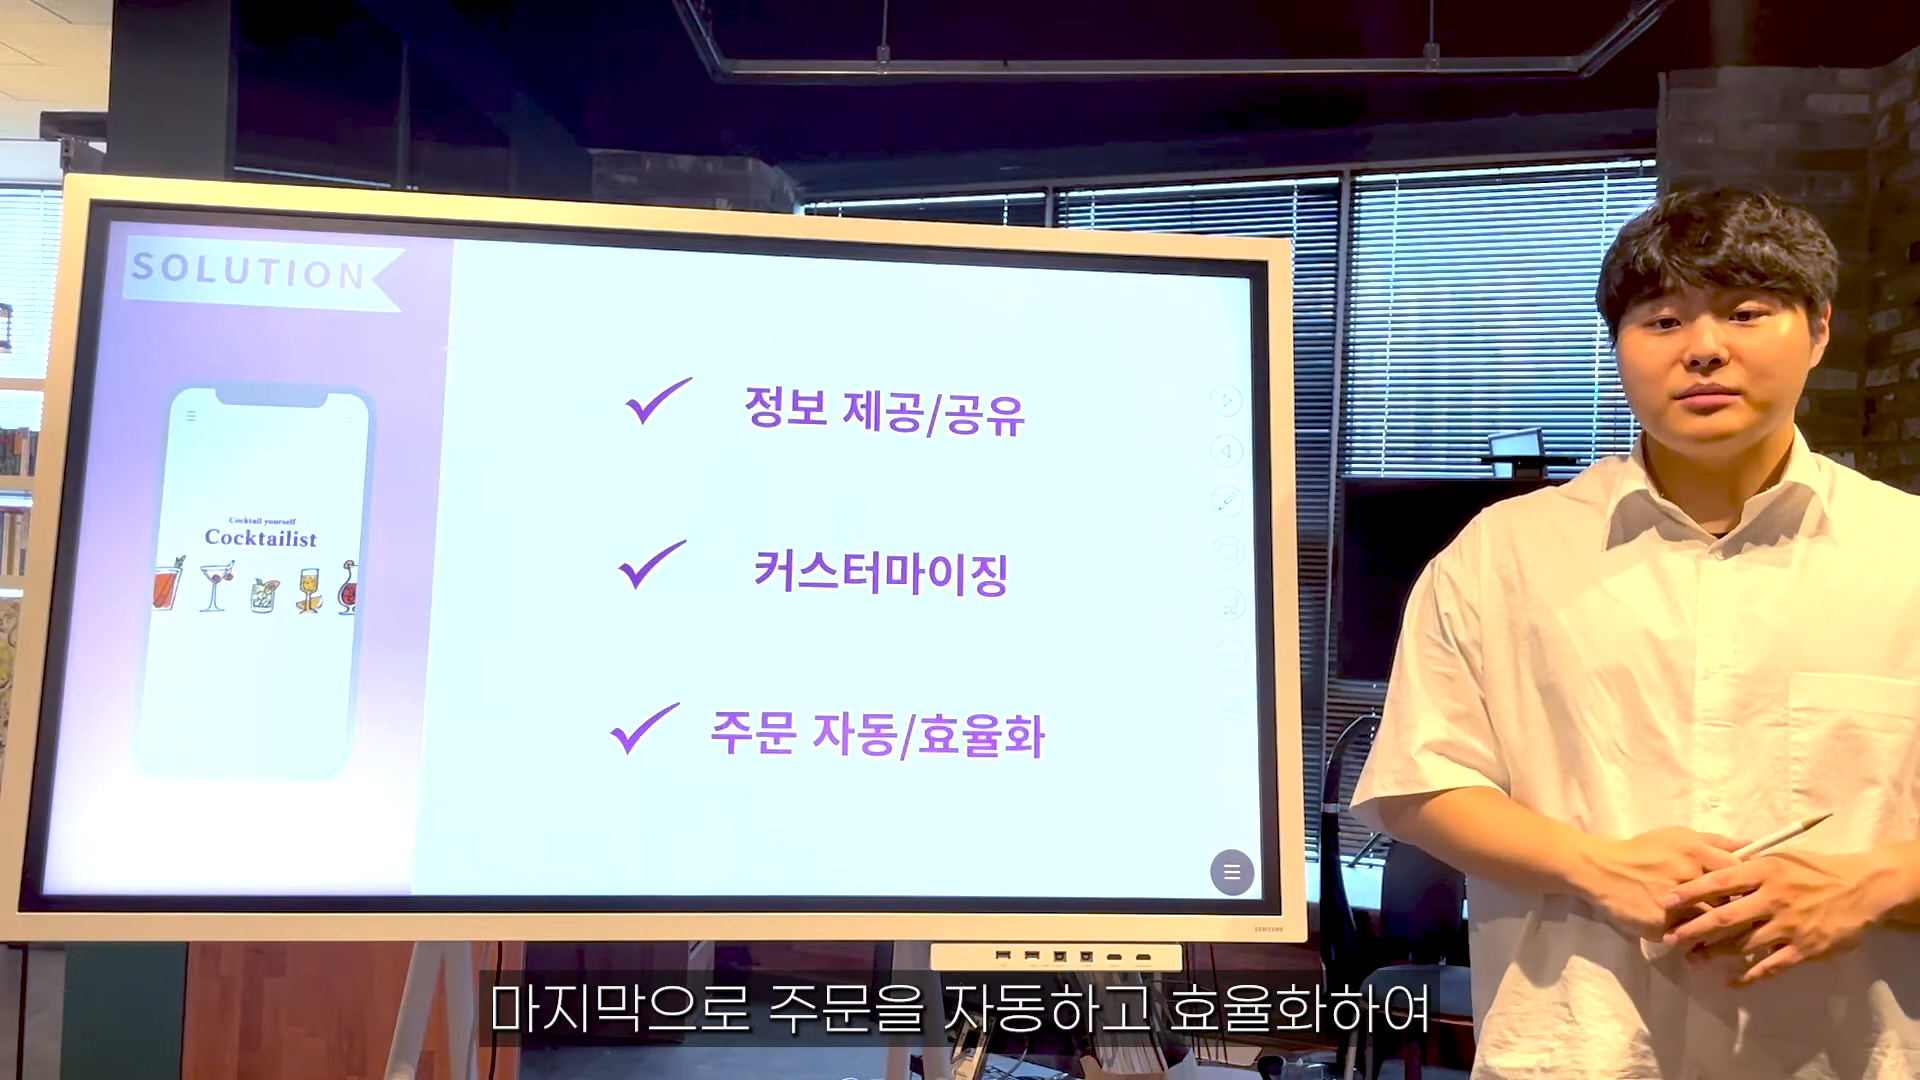 SOLUTION
Cocktail yourself
Cocktailist
정보 제공/공유
커스터마이징
주문 자동/효율화
SAMSUNG
마지막으로 주문을 자동하고 효율화하여